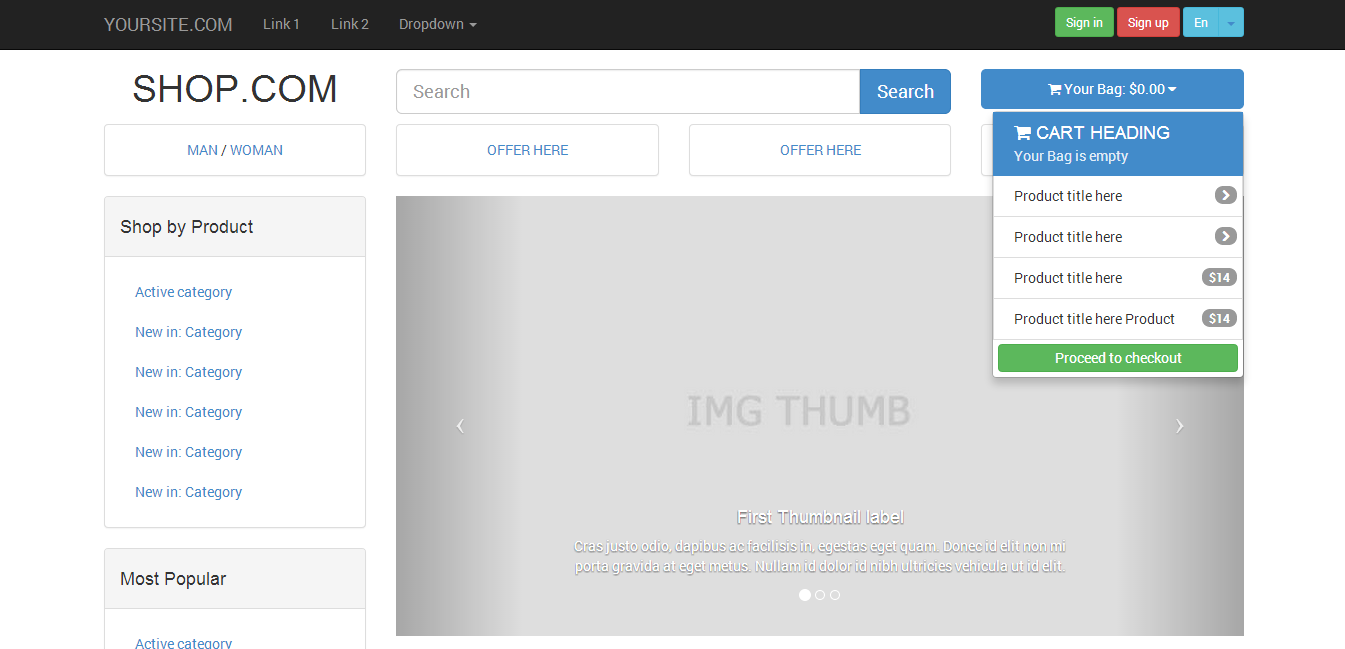 YOURSITE.COM Link 1 Link 2 Dropdown Sign in Sign up En
SHOP.COM
Search Search
Your Bag: $0.00
MAN / WOMAN
OFFER HERE
OFFER HERE
CART HEADING
Your Bag is empty
Product title here
Product title here
Product title here $14
Product title here Product $14
Proceed to checkout
Shop by Product
Active category
New in: Category
New in: Category
New in: Category
New in: Category
New in: Category
Most Popular
Active category
IMG THUMB
First Thumbnail label
Cras justo odio, dapibus ac facilisis in, egestas eget quam. Donec id elit non mi
porta gravida at eget metus. Nullam id dolor id nibh ultricies vehicula ut id elit.